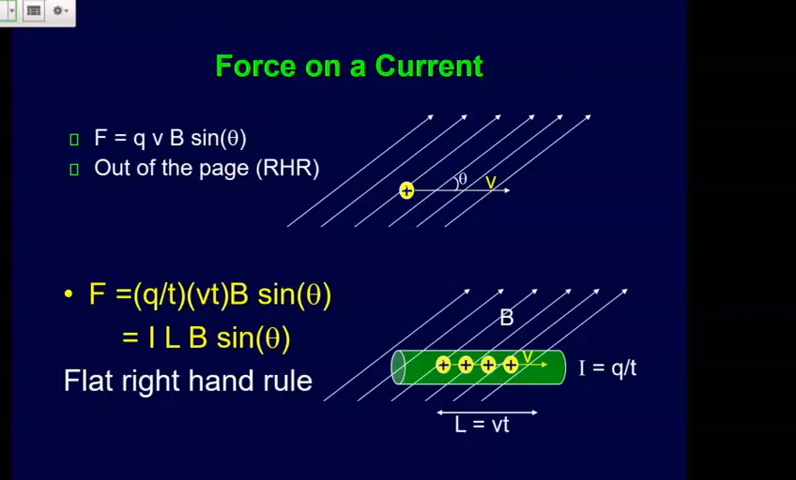 Force on a Current
F = q v B sin(θ)
Out of the page (RHR)
+
θ
v
• F =(q/t)(vt)B sin(θ)
= I L B sin(θ)
Flat right hand rule
B
v
+ + + +
I = q/t
L = vt